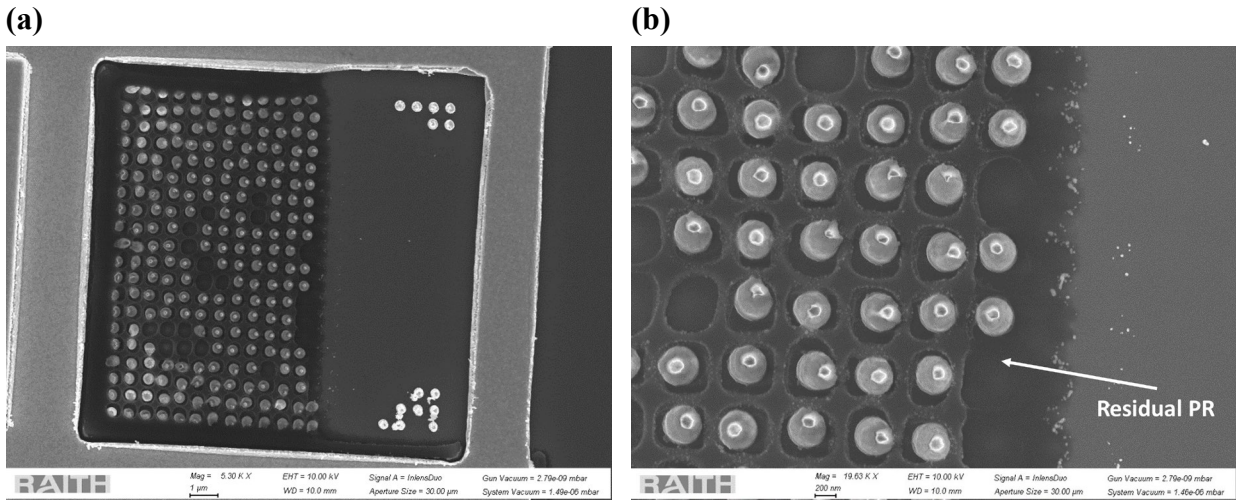 (a)
(b)
Residual PR
RAITH
Mag = 5.30 K X EHT = 10.00 kV Signal A = InlensDuo Gun Vacuum = 2.79e-09 mbar
1 µm WD = 10.0 mm Aperture Size = 30.00 µm System Vacuum = 1.49e-06 mbar
RAITH
Mag = 19.63 K X EHT = 10.00 kV Signal A = InlensDuo Gun Vacuum = 2.79e-09 mbar
200 nm WD = 10.0 mm Aperture Size = 30.00 µm System Vacuum = 1.49e-06 mbar